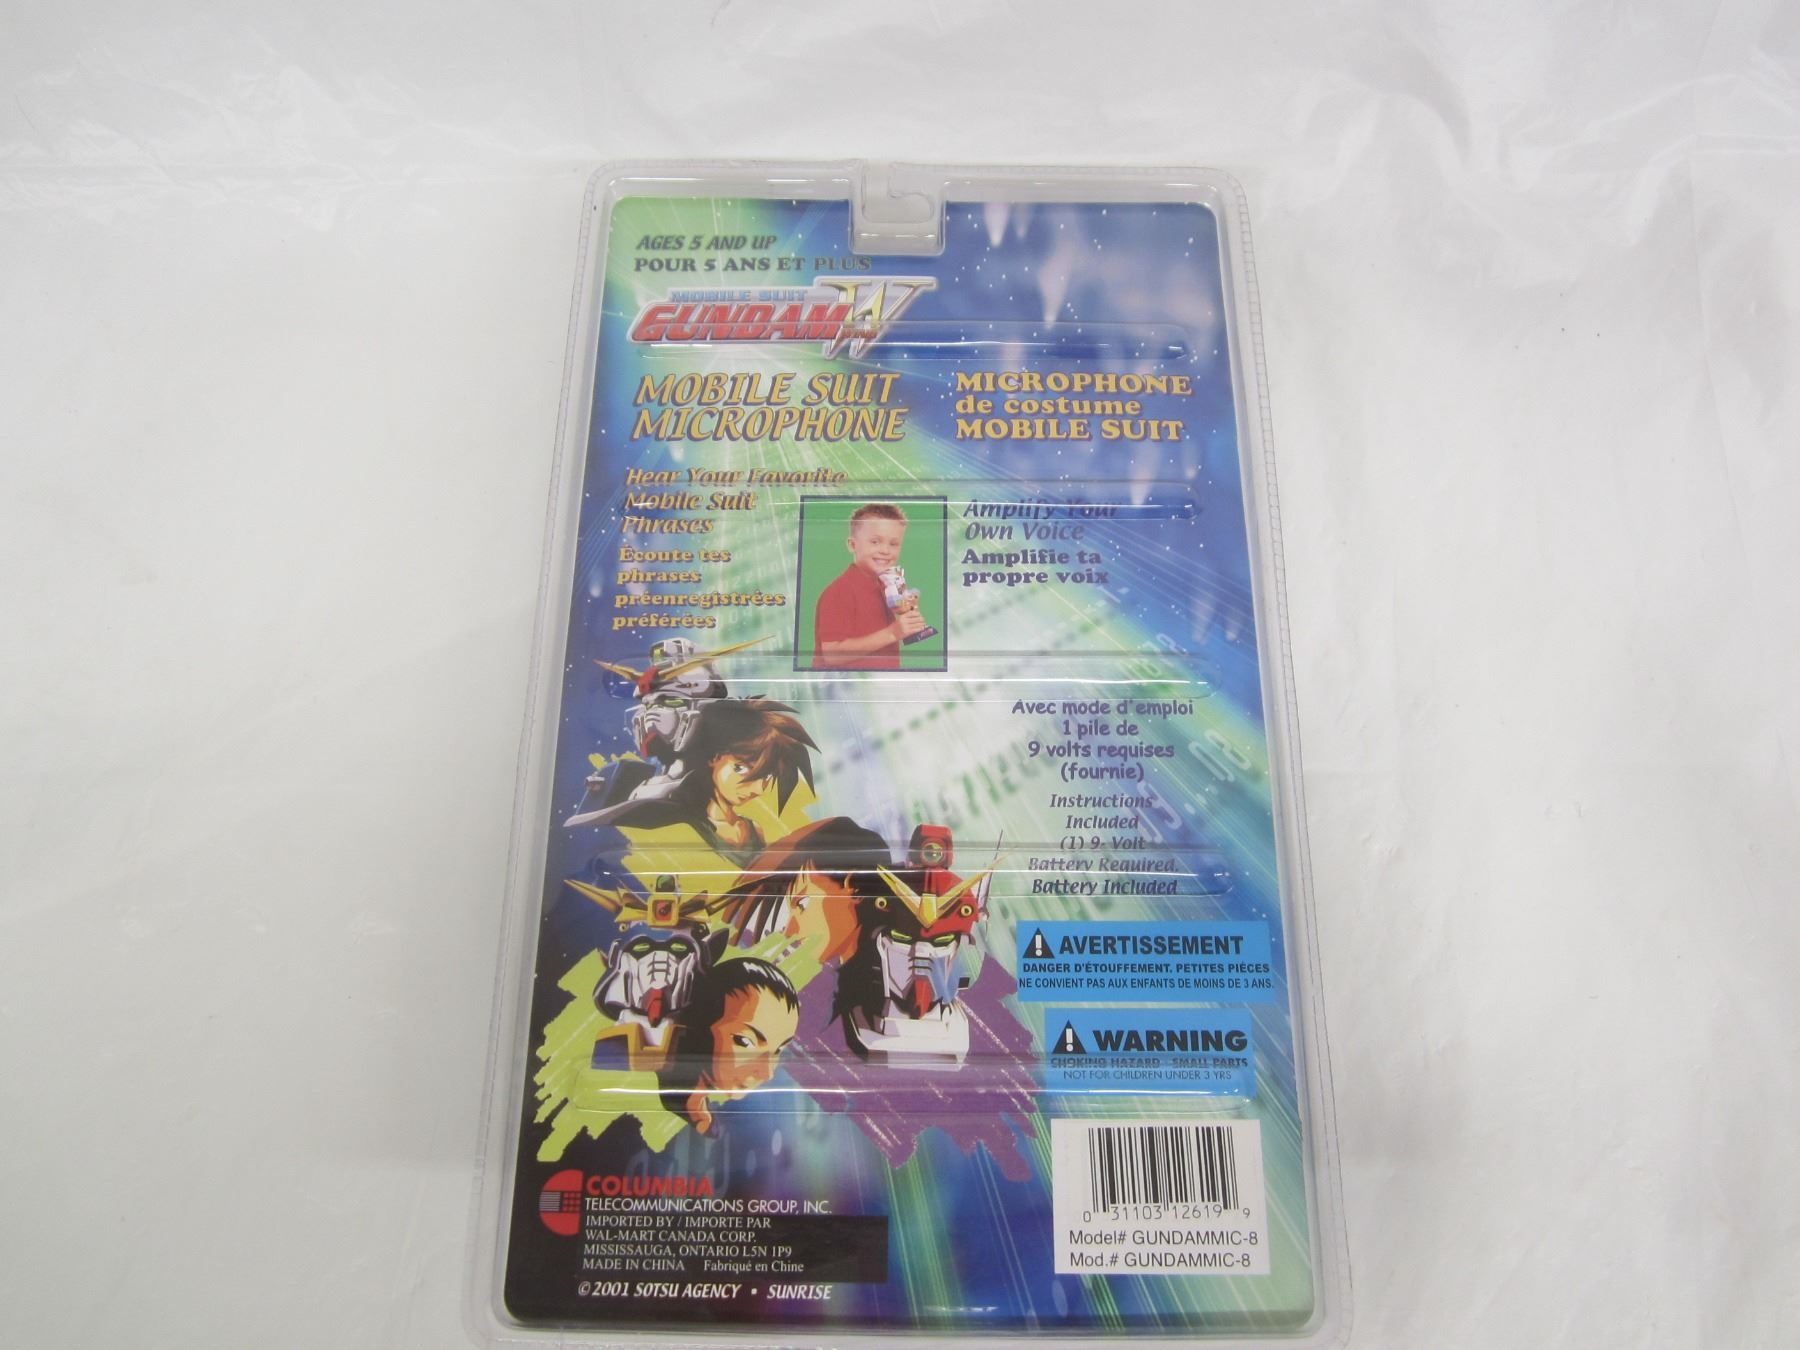 AGES 5 AND UP
POUR 5 ANS ET PLUS
MOBILE SUIT
GUNDAM W
MOBILE SUIT
MICROPHONE
MICROPHONE
de costume
MOBILE SUIT
Hear Your Favorite
Mobile Suit
Phrases
Écoute tes
phrases
préenregistrées
préférées
Amplify Your
Own Voice
Amplifie ta
propre voix
Avec mode d'emploi
1 pile de
9 volts requises
(fournie)
Instructions
Included
(1) 9- Volt
Battery Required.
Battery Included
AVERTISSEMENT
DANGER D'ÉTOUFFEMENT. PETITES PIÈCES
NE CONVIENT PAS AUX ENFANTS DE MOINS DE 3 ANS.
WARNING
CHOKING HAZARD - SMALL PARTS
NOT FOR CHILDREN UNDER 3 YRS
COLUMBIA
TELECOMMUNICATIONS GROUP, INC.
IMPORTED BY / IMPORTE PAR
WAL-MART CANADA CORP.
MISSISSAUGA, ONTARIO L5N 1P9
MADE IN CHINA Fabriqué en Chine
©2001 SOTSU AGENCY • SUNRISE
0 31103 12619 9
Model# GUNDAMMIC-8
Mod.# GUNDAMMIC-8